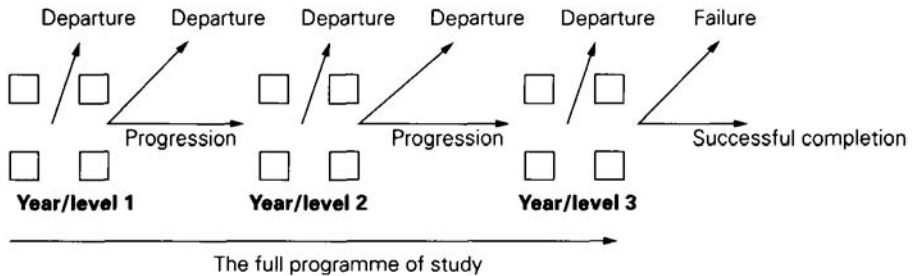 Departure Departure Departure Departure Departure Failure
Progression Progression Successful completion
Year/level 1 Year/level 2 Year/level 3
The full programme of study